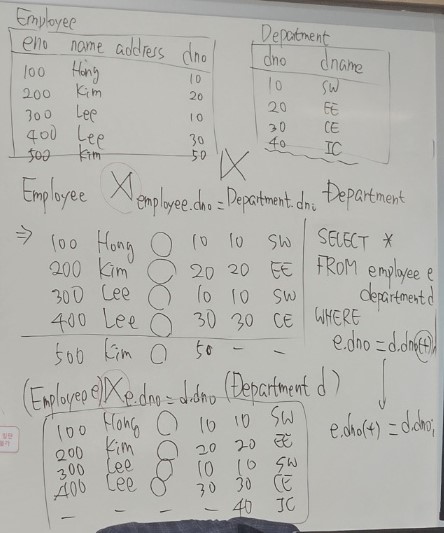 Employee
eno name address dno
100 Hong 10
200 Kim 20
300 Lee 10
400 Lee 30
500 Kim 50
Department
dno dname
10 SW
20 EE
30 CE
40 IC
Employee ⟕ employee.dno = Department.dno Department
⇒ 100 Hong ○ 10 10 SW
200 Kim ○ 20 20 EE
300 Lee ○ 10 10 SW
400 Lee ○ 30 30 CE
500 Kim ○ 50 - -
SELECT *
FROM employee e
department d
WHERE
e.dno = d.dno(+);
↓
e.dno(+) = d.dno;
(Employee e) ⟖ e.dno = d.dno (Department d)
100 Hong ○ 10 10 SW
200 Kim ○ 20 20 EE
300 Lee ○ 10 10 SW
400 Lee ○ 30 30 CE
- - - - 40 IC